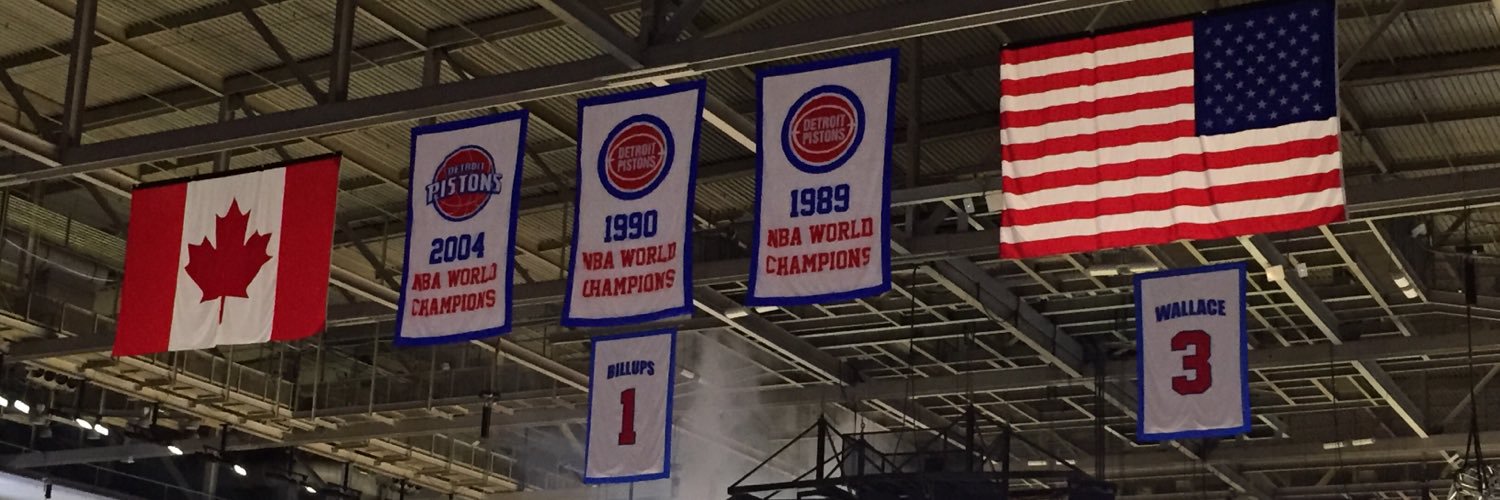 DETROIT
PISTONS
2004
NBA WORLD
CHAMPIONS
DETROIT
PISTONS
1990
NBA WORLD
CHAMPIONS
DETROIT
PISTONS
1989
NBA WORLD
CHAMPIONS
BILLUPS
1
WALLACE
3